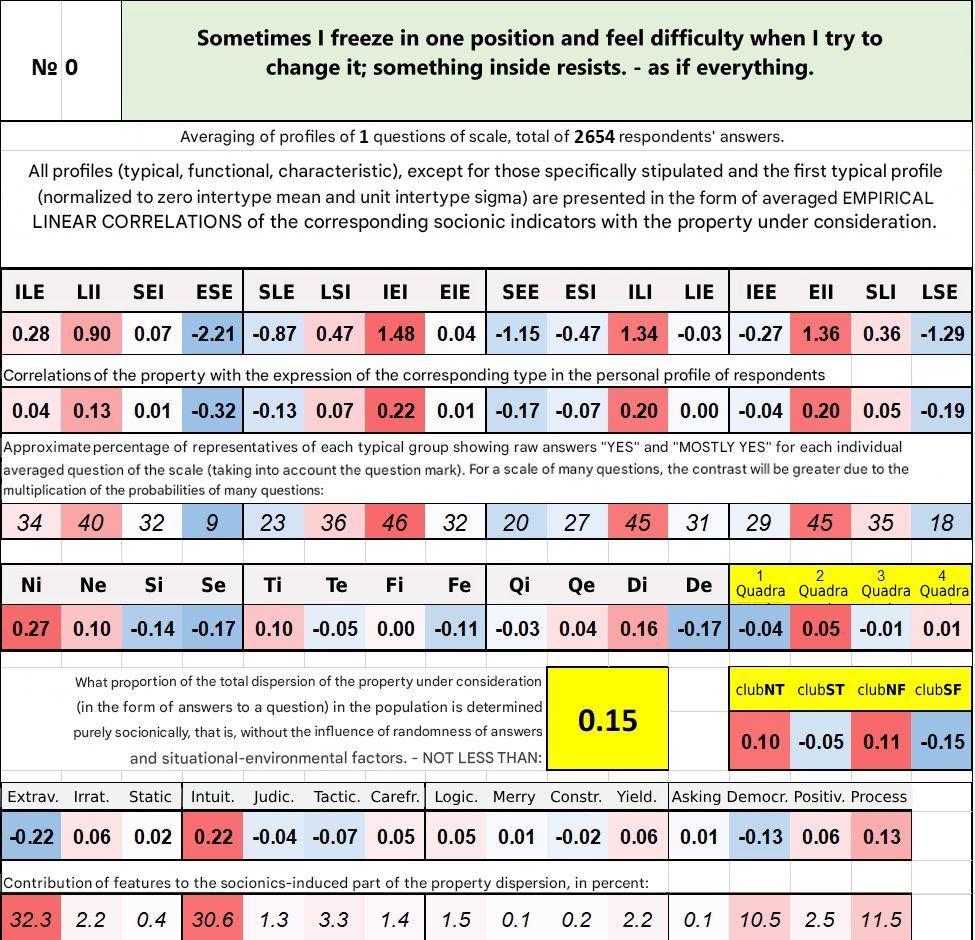 № 0
Sometimes I freeze in one position and feel difficulty when I try to
change it; something inside resists. - as if everything.
Averaging of profiles of 1 questions of scale, total of 2654 respondents' answers.
All profiles (typical, functional, characteristic), except for those specifically stipulated and the first typical profile
(normalized to zero intertype mean and unit intertype sigma) are presented in the form of averaged EMPIRICAL
LINEAR CORRELATIONS of the corresponding socionic indicators with the property under consideration.
ILE LII SEI ESE SLE LSI IEI EIE SEE ESI ILI LIE IEE EII SLI LSE
0.28 0.90 0.07 -2.21 -0.87 0.47 1.48 0.04 -1.15 -0.47 1.34 -0.03 -0.27 1.36 0.36 -1.29
Correlations of the property with the expression of the corresponding type in the personal profile of respondents
0.04 0.13 0.01 -0.32 -0.13 0.07 0.22 0.01 -0.17 -0.07 0.20 0.00 -0.04 0.20 0.05 -0.19
Approximate percentage of representatives of each typical group showing raw answers "YES" and "MOSTLY YES" for each individual
averaged question of the scale (taking into account the question mark). For a scale of many questions, the contrast will be greater due to the
multiplication of the probabilities of many questions:
34 40 32 9 23 36 46 32 20 27 45 31 29 45 35 18
Ni Ne Si Se Ti Te Fi Fe Qi Qe Di De 1 Quadra 2 Quadra 3 Quadra 4 Quadra
0.27 0.10 -0.14 -0.17 0.10 -0.05 0.00 -0.11 -0.03 0.04 0.16 -0.17 -0.04 0.05 -0.01 0.01
What proportion of the total dispersion of the property under consideration
(in the form of answers to a question) in the population is determined
purely socionically, that is, without the influence of randomness of answers
and situational-environmental factors. - NOT LESS THAN:
0.15
clubNT clubST clubNF clubSF
0.10 -0.05 0.11 -0.15
Extrav. Irrat. Static Intuit. Judic. Tactic. Carefr. Logic. Merry Constr. Yield. Asking Democr. Positiv. Process
-0.22 0.06 0.02 0.22 -0.04 -0.07 0.05 0.05 0.01 -0.02 0.06 0.01 -0.13 0.06 0.13
Contribution of features to the socionics-induced part of the property dispersion, in percent:
32.3 2.2 0.4 30.6 1.3 3.3 1.4 1.5 0.1 0.2 2.2 0.1 10.5 2.5 11.5